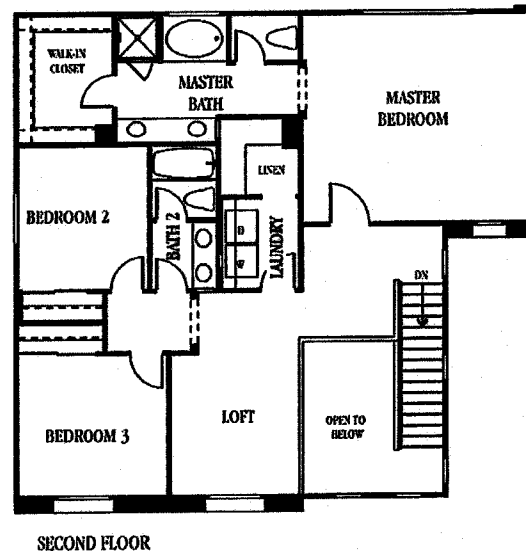 WALK-IN
CLOSET
MASTER
BATH
MASTER
BEDROOM
LINEN
BEDROOM 2
BATH 2
D
W
LAUNDRY
DN
BEDROOM 3
LOFT
OPEN TO
BELOW
SECOND FLOOR